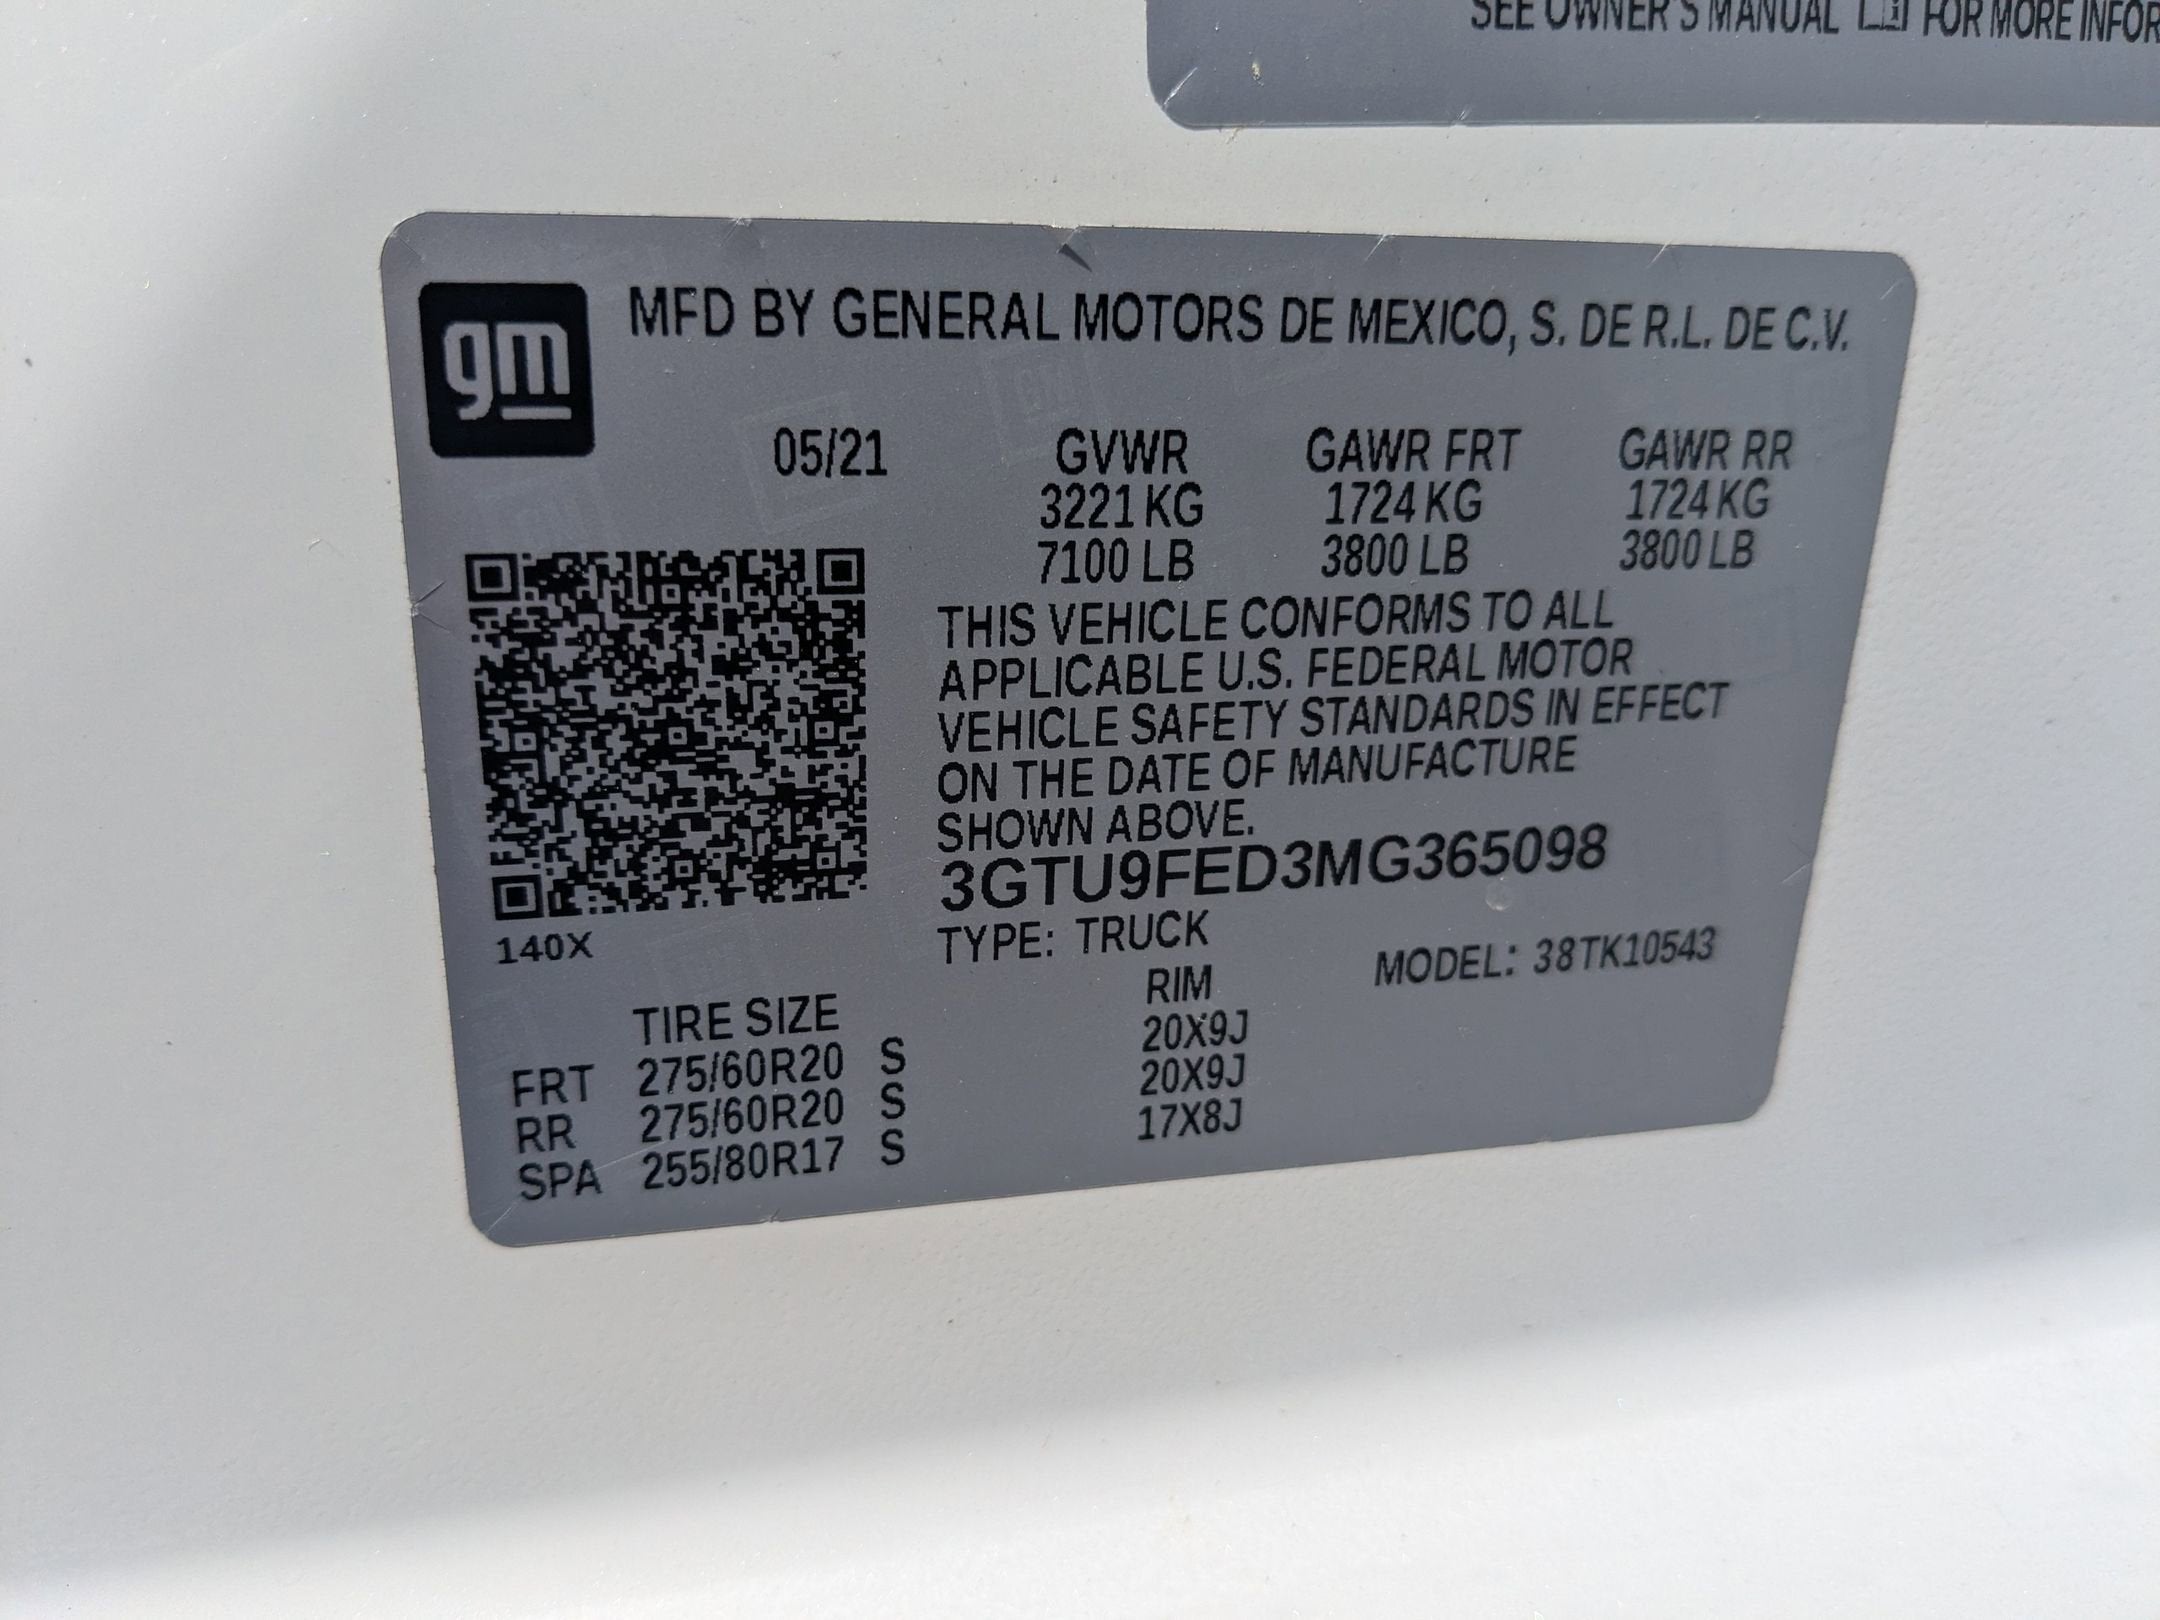 SEE OWNER'S MANUAL FOR MORE
gm
MFD BY GENERAL MOTORS DE MEXICO, S. DE R.L. DE C.V.
05/21 GVWR GAWR FRT GAWR RR
3221 KG 1724 KG 1724 KG
7100 LB 3800 LB 3800 LB
THIS VEHICLE CONFORMS TO ALL
APPLICABLE U.S. FEDERAL MOTOR
VEHICLE SAFETY STANDARDS IN EFFECT
ON THE DATE OF MANUFACTURE
SHOWN ABOVE.
3GTU9FED3MG365098
140X
TYPE: TRUCK
MODEL: 38TK10543
TIRE SIZE RIM
FRT 275/60R20 S 20X9J
RR 275/60R20 S 20X9J
SPA 255/80R17 S 17X8J